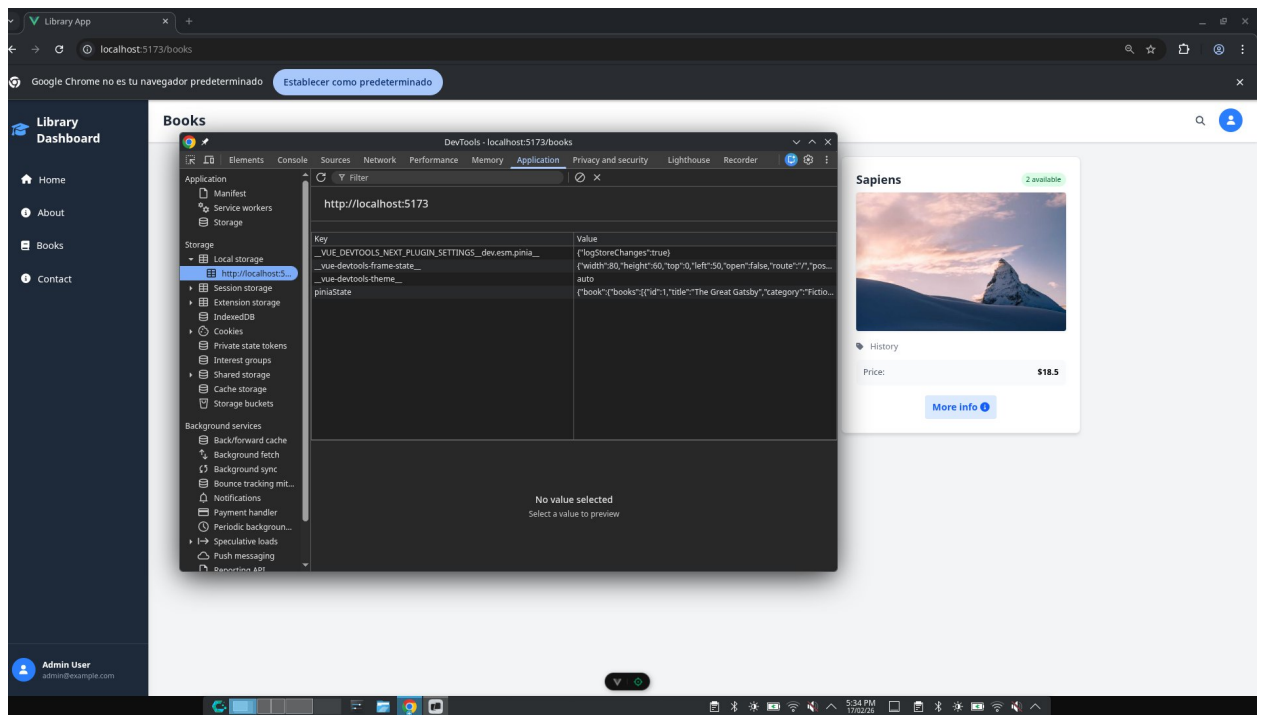 Library App
localhost:5173/books
Google Chrome no es tu navegador predeterminado Establecer como predeterminado
Library Dashboard
Home
About
Books
Contact
Admin User
admin@example.com
Books
DevTools - localhost:5173/books
Elements Console Sources Network Performance Memory Application Privacy and security Lighthouse Recorder
Application
Manifest
Service workers
Storage
Storage
Local storage
http://localhost:5...
Session storage
Extension storage
IndexedDB
Cookies
Private state tokens
Interest groups
Shared storage
Cache storage
Storage buckets
Background services
Back/forward cache
Background fetch
Background sync
Bounce tracking mit...
Notifications
Payment handler
Periodic backgroun...
Speculative loads
Push messaging
Reporting API
Filter
http://localhost:5173
Key Value
__VUE_DEVTOOLS_NEXT_PLUGIN_SETTINGS__dev.esm.pinia__ {"logStoreChanges":true}
__vue-devtools-frame-state__ {"width":80,"height":60,"top":0,"left":50,"open":false,"route":"/","pos...
__vue-devtools-theme__ auto
piniaState {"book":{"books":[{"id":1,"title":"The Great Gatsby","category":"Fictio...
No value selected
Select a value to preview
Sapiens 2 available
History
Price: $18.5
More info
5:34 PM
17/02/26